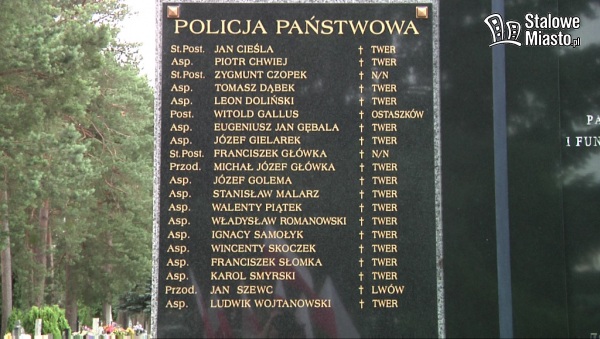 POLICJA PAŃSTWOWA
St.Post. JAN CIEŚLA † TWER
Asp. PIOTR CHWIEJ † TWER
St.Post. ZYGMUNT CZOPEK † N/N
Asp. TOMASZ DĄBEK † TWER
Asp. LEON DOLIŃSKI † TWER
Post. WITOLD GALLUS † OSTASZKÓW
Asp. EUGENIUSZ JAN GĘBALA † TWER
Asp. JÓZEF GIELAREK † TWER
St.Post. FRANCISZEK GŁÓWKA † N/N
Przod. MICHAŁ JÓZEF GŁÓWKA † TWER
Asp. JÓZEF GOLEMA † TWER
Asp. STANISŁAW MALARZ † TWER
Asp. WALENTY PIĄTEK † TWER
Asp. WŁADYSŁAW ROMANOWSKI † TWER
Asp. IGNACY SAMOŁYK † TWER
Asp. WINCENTY SKOCZEK † TWER
Asp. FRANCISZEK SŁOMKA † TWER
Asp. KAROL SMYRSKI † TWER
Przod. JAN SZEWC † LWÓW
Asp. LUDWIK WOJTANOWSKI † TWER
Stalowe
Miasto.pl
PA
I FUN